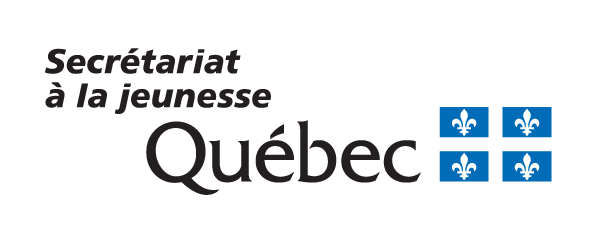 Secrétariat
à la jeunesse
Québec